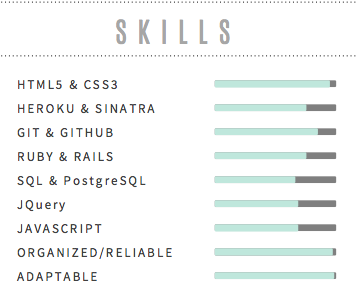 SKILLS
HTML5 & CSS3
HEROKU & SINATRA
GIT & GITHUB
RUBY & RAILS
SQL & PostgreSQL
JQuery
JAVASCRIPT
ORGANIZED/RELIABLE
ADAPTABLE